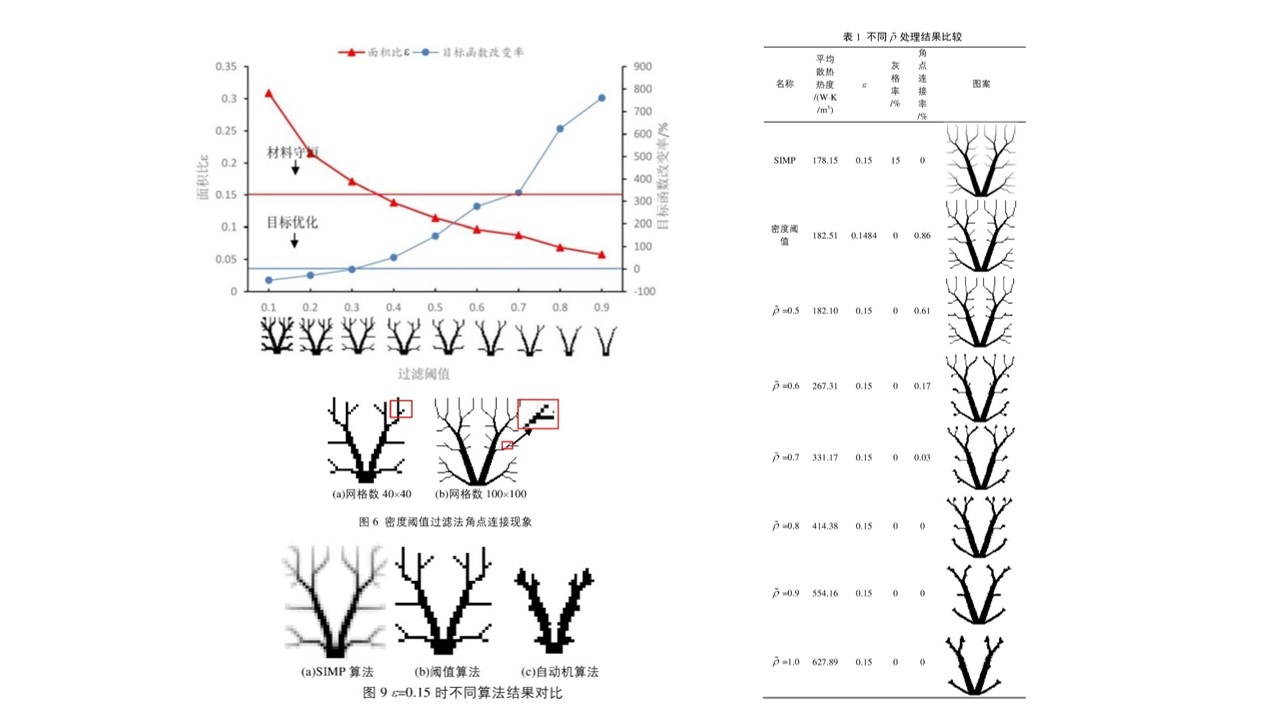 面积比ε 目标函数改变率
0.35
0.3
0.25
0.2
0.15
0.1
0.05
0
面积比ε
材料守恒
目标优化
900
800
700
600
500
400
300
200
100
0
-100
目标函数改变率/%
0.1 0.2 0.3 0.4 0.5 0.6 0.7 0.8 0.9
过滤阈值
(a)网格数 40×40 (b)网格数 100×100
图 6 密度阈值过滤法角点连接现象
(a)SIMP 算法 (b)阈值算法 (c)自动机算法
图 9 ε=0.15 时不同算法结果对比
表 1 不同 ρ̃ 处理结果比较
名称
平均
散热
热度
/(W·K
/m³)
ε
灰
格
率
/%
角
点
连
接
率
/%
图案
SIMP 178.15 0.15 15 0
密度阈
值
182.51 0.1484 0 0.86
ρ̃ =0.5 182.10 0.15 0 0.61
ρ̃ =0.6 267.31 0.15 0 0.17
ρ̃ =0.7 331.17 0.15 0 0.03
ρ̃ =0.8 414.38 0.15 0 0
ρ̃ =0.9 554.16 0.15 0 0
ρ̃ =1.0 627.89 0.15 0 0